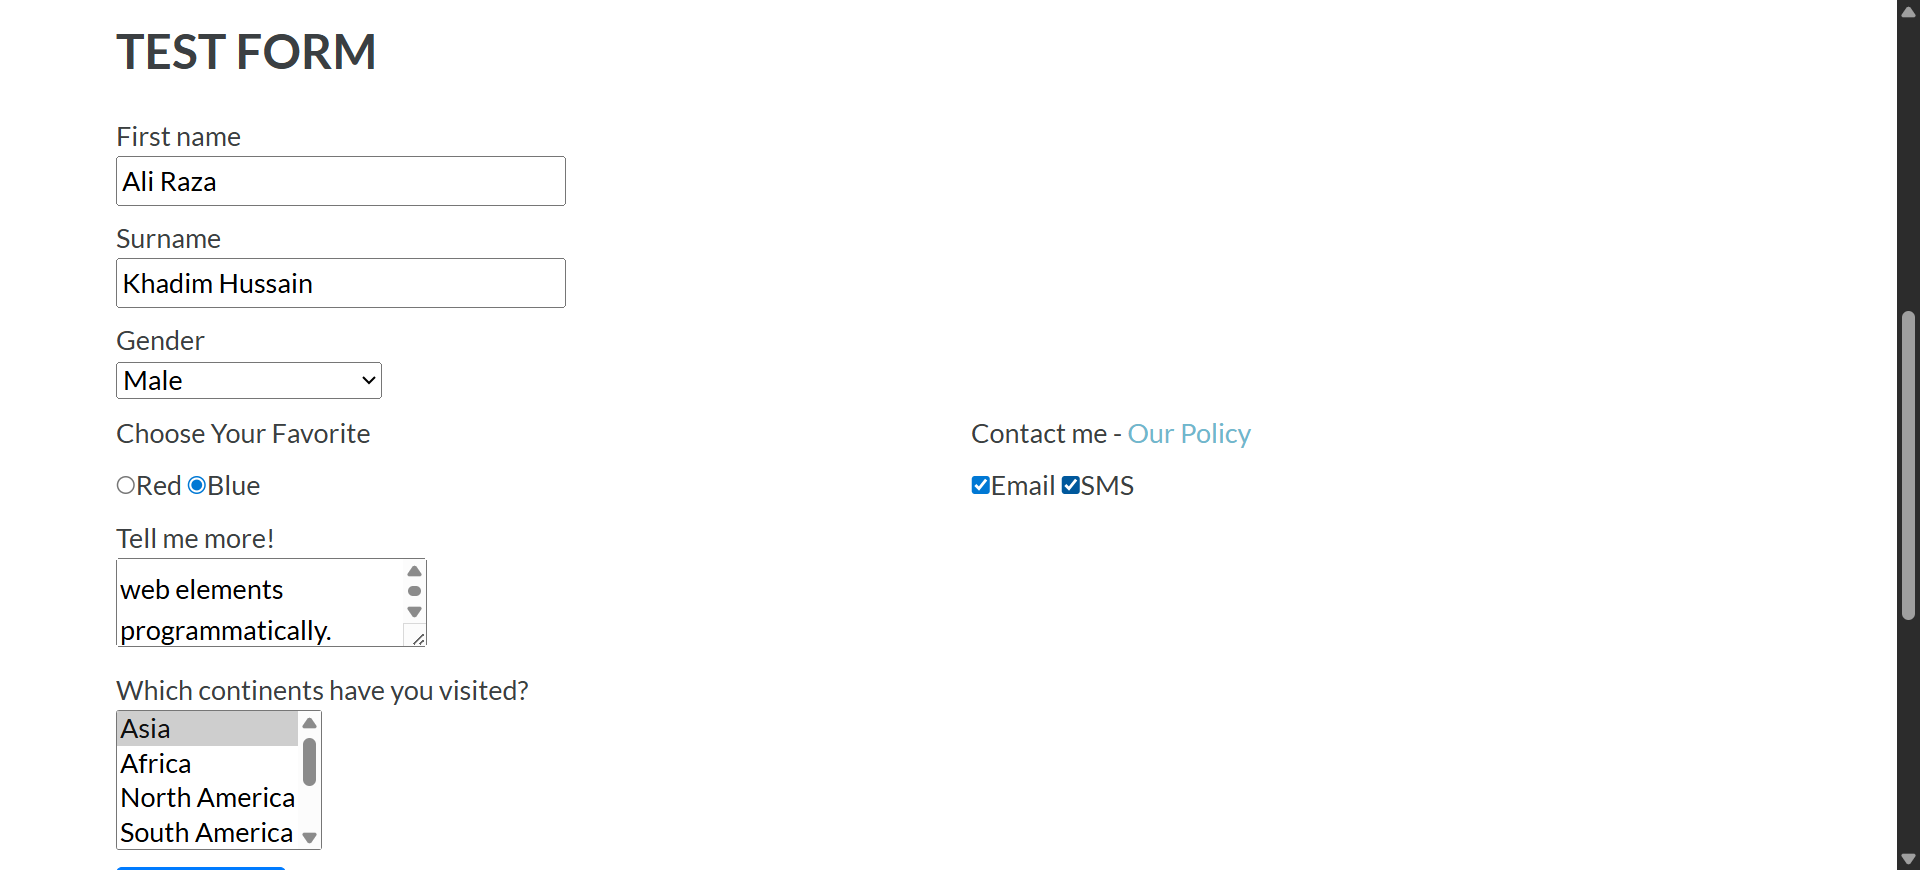 TEST FORM
First name
Ali Raza
Surname
Khadim Hussain
Gender
Male
Choose Your Favorite
Contact me - Our Policy
Red Blue
Email SMS
Tell me more!
web elements
programmatically.
Which continents have you visited?
Asia
Africa
North America
South America